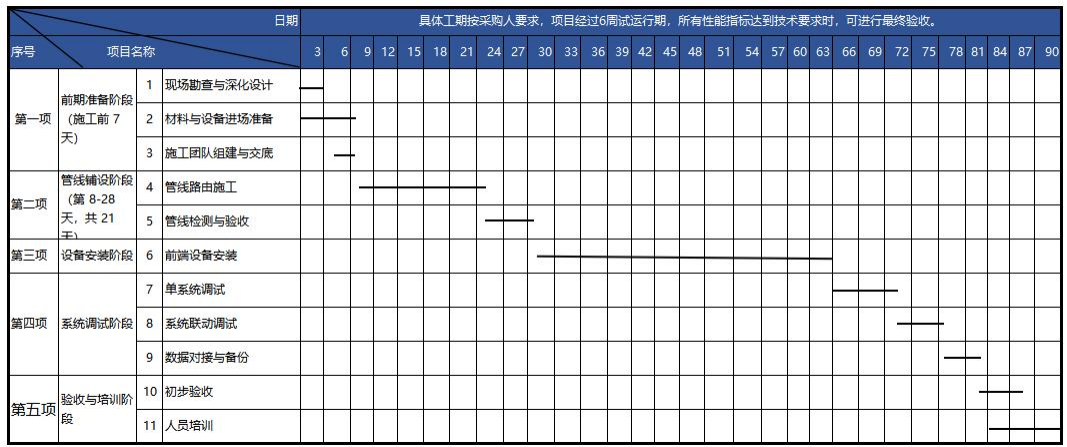 日期
具体工期按采购人要求，项目经过6周试运行期，所有性能指标达到技术要求时，可进行最终验收。
序号 项目名称
3 6 9 12 15 18 21 24 27 30 33 36 39 42 45 48 51 54 57 60 63 66 69 72 75 78 81 84 87 90
第一项
前期准备阶段
（施工前 7
天）
1 现场勘查与深化设计
2 材料与设备进场准备
3 施工团队组建与交底
第二项
管线铺设阶段
（第 8-28
天，共 21
天）
4 管线路由施工
5 管线检测与验收
第三项 设备安装阶段 6 前端设备安装
第四项 系统调试阶段
7 单系统调试
8 系统联动调试
9 数据对接与备份
第五项
验收与培训阶
段
10 初步验收
11 人员培训